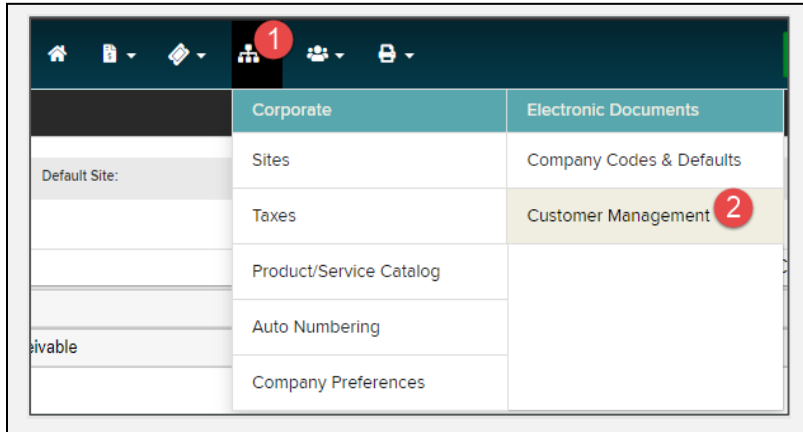 1
Corporate
Electronic Documents
Sites
Company Codes & Defaults
Default Site:
Taxes
Customer Management 2
Product/Service Catalog
Auto Numbering
eivable
Company Preferences